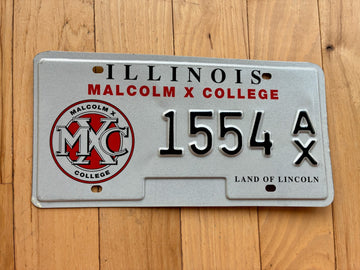 ILLINOIS
MALCOLM X COLLEGE
MALCOLM X
MXC
COLLEGE
1554 AX
LAND OF LINCOLN